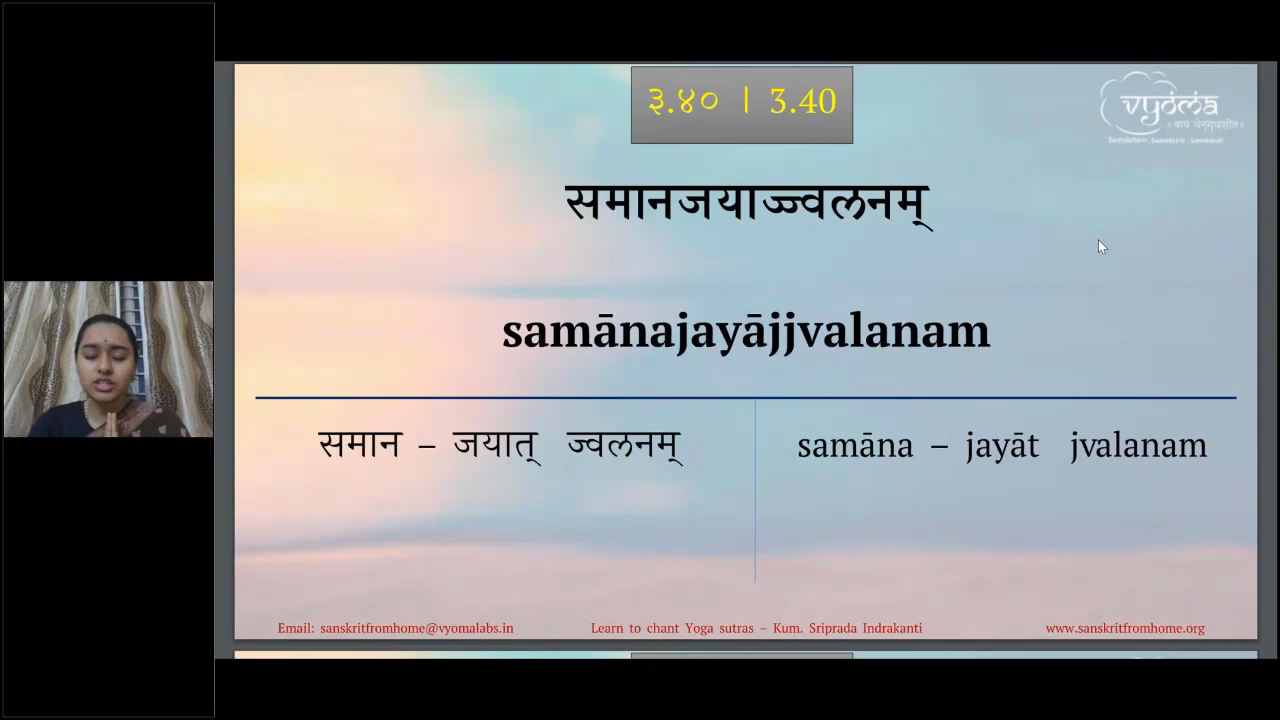 ३.४० । 3.40
vyoma
समानजयाज्ज्वलनम्
samānajayājjvalanam
समान – जयात् ज्वलनम्
samāna – jayāt jvalanam
Email: sanskritfromhome@vyomalabs.in
Learn to chant Yoga sutras – Kum. Sriprada Indrakanti
www.sanskritfromhome.org